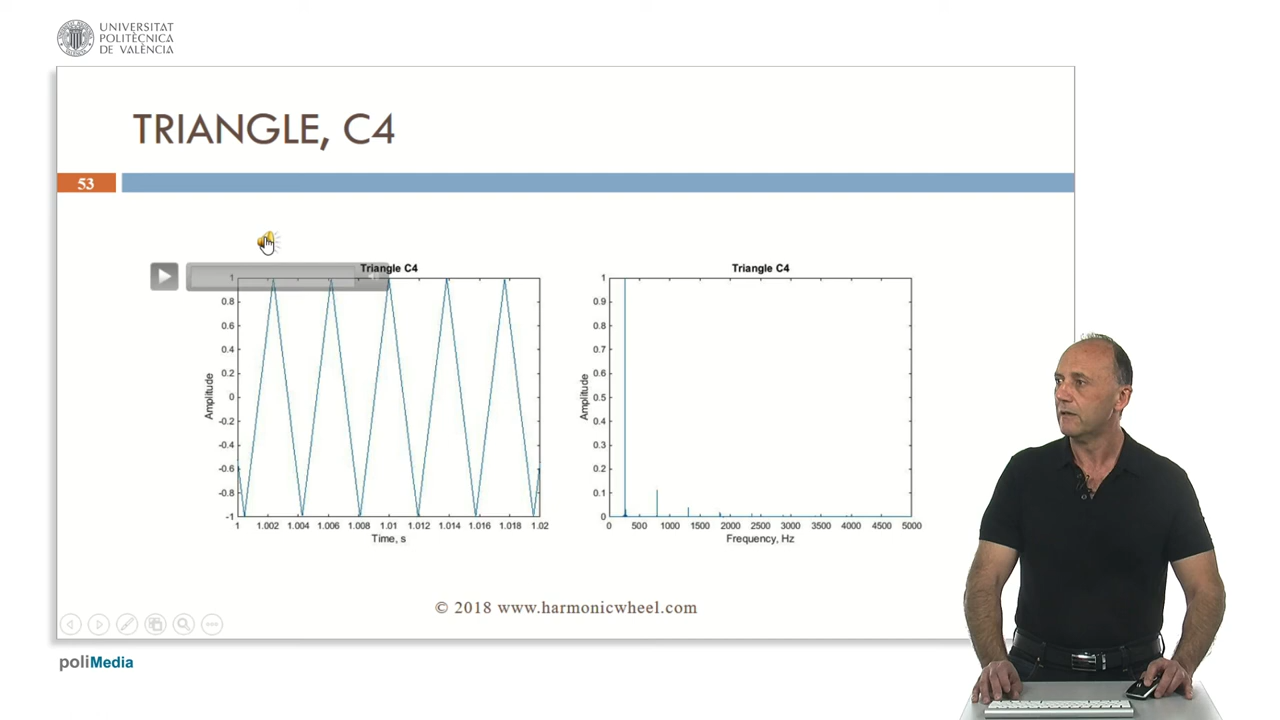 UNIVERSITAT
POLITÈCNICA
DE VALÈNCIA
TRIANGLE, C4
53
Triangle C4
1
0.8
0.6
0.4
0.2
0
-0.2
-0.4
-0.6
-0.8
-1
Amplitude
1 1.002 1.004 1.006 1.008 1.01 1.012 1.014 1.016 1.018 1.02
Time, s
Triangle C4
1
0.9
0.8
0.7
0.6
0.5
0.4
0.3
0.2
0.1
0
Amplitude
0 500 1000 1500 2000 2500 3000 3500 4000 4500 5000
Frequency, Hz
© 2018 www.harmonicwheel.com
poliMedia